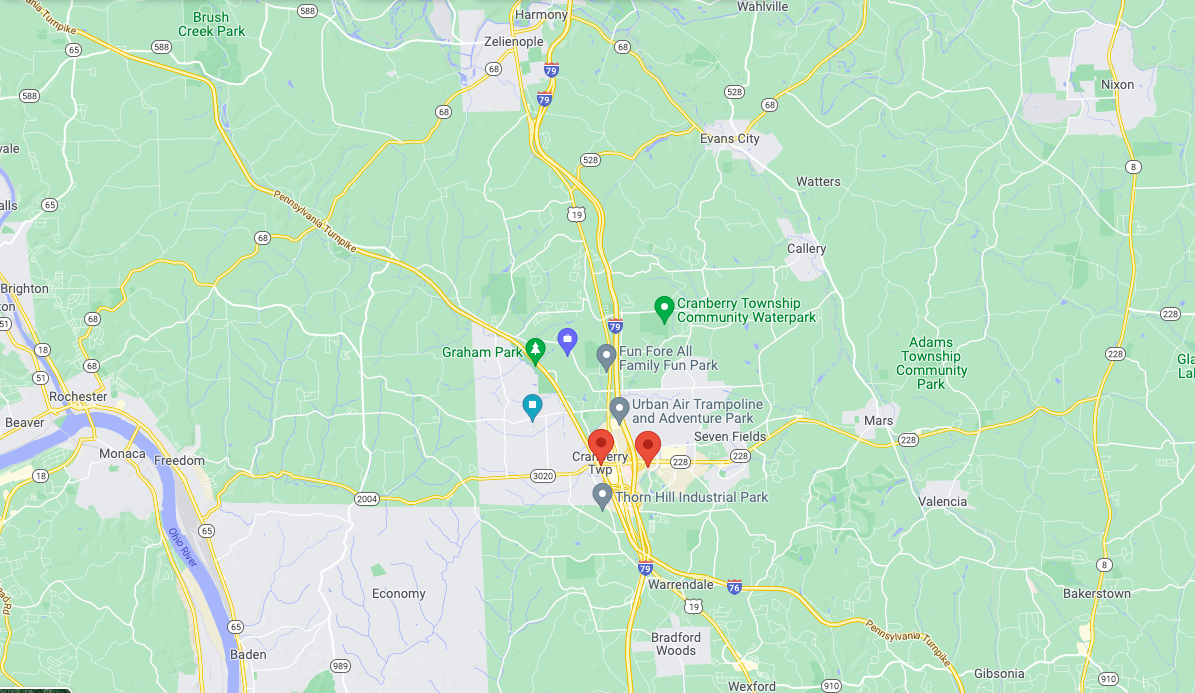 Harmony
Wahlville
Brush
Creek Park
588
nia Turnpike
Zelienople
65
588
68
68
79
79
588
528
68
68
Nixon
Evans City
528
8
Watters
65
19
Pennsylvania Turnpike
68
Callery
Brighton
Cranberry Township
Community Waterpark
228
68
79
51
18
Graham Park
Fun Fore All
Family Fun Park
228
Adams
Township
Community
Park
68
51
Rochester
Urban Air Trampoline
and Adventure Park
Beaver
Mars
Seven Fields
228
Monaca
Freedom
Cranberry
Twp
228
228
18
3020
2004
Thorn Hill Industrial Park
Valencia
65
Ohio River
79
8
Warrendale
76
Economy
19
Bakerstown
65
Bradford
Woods
Pennsylvania Turnpike
Baden
989
Gibsonia
Wexford
910
910